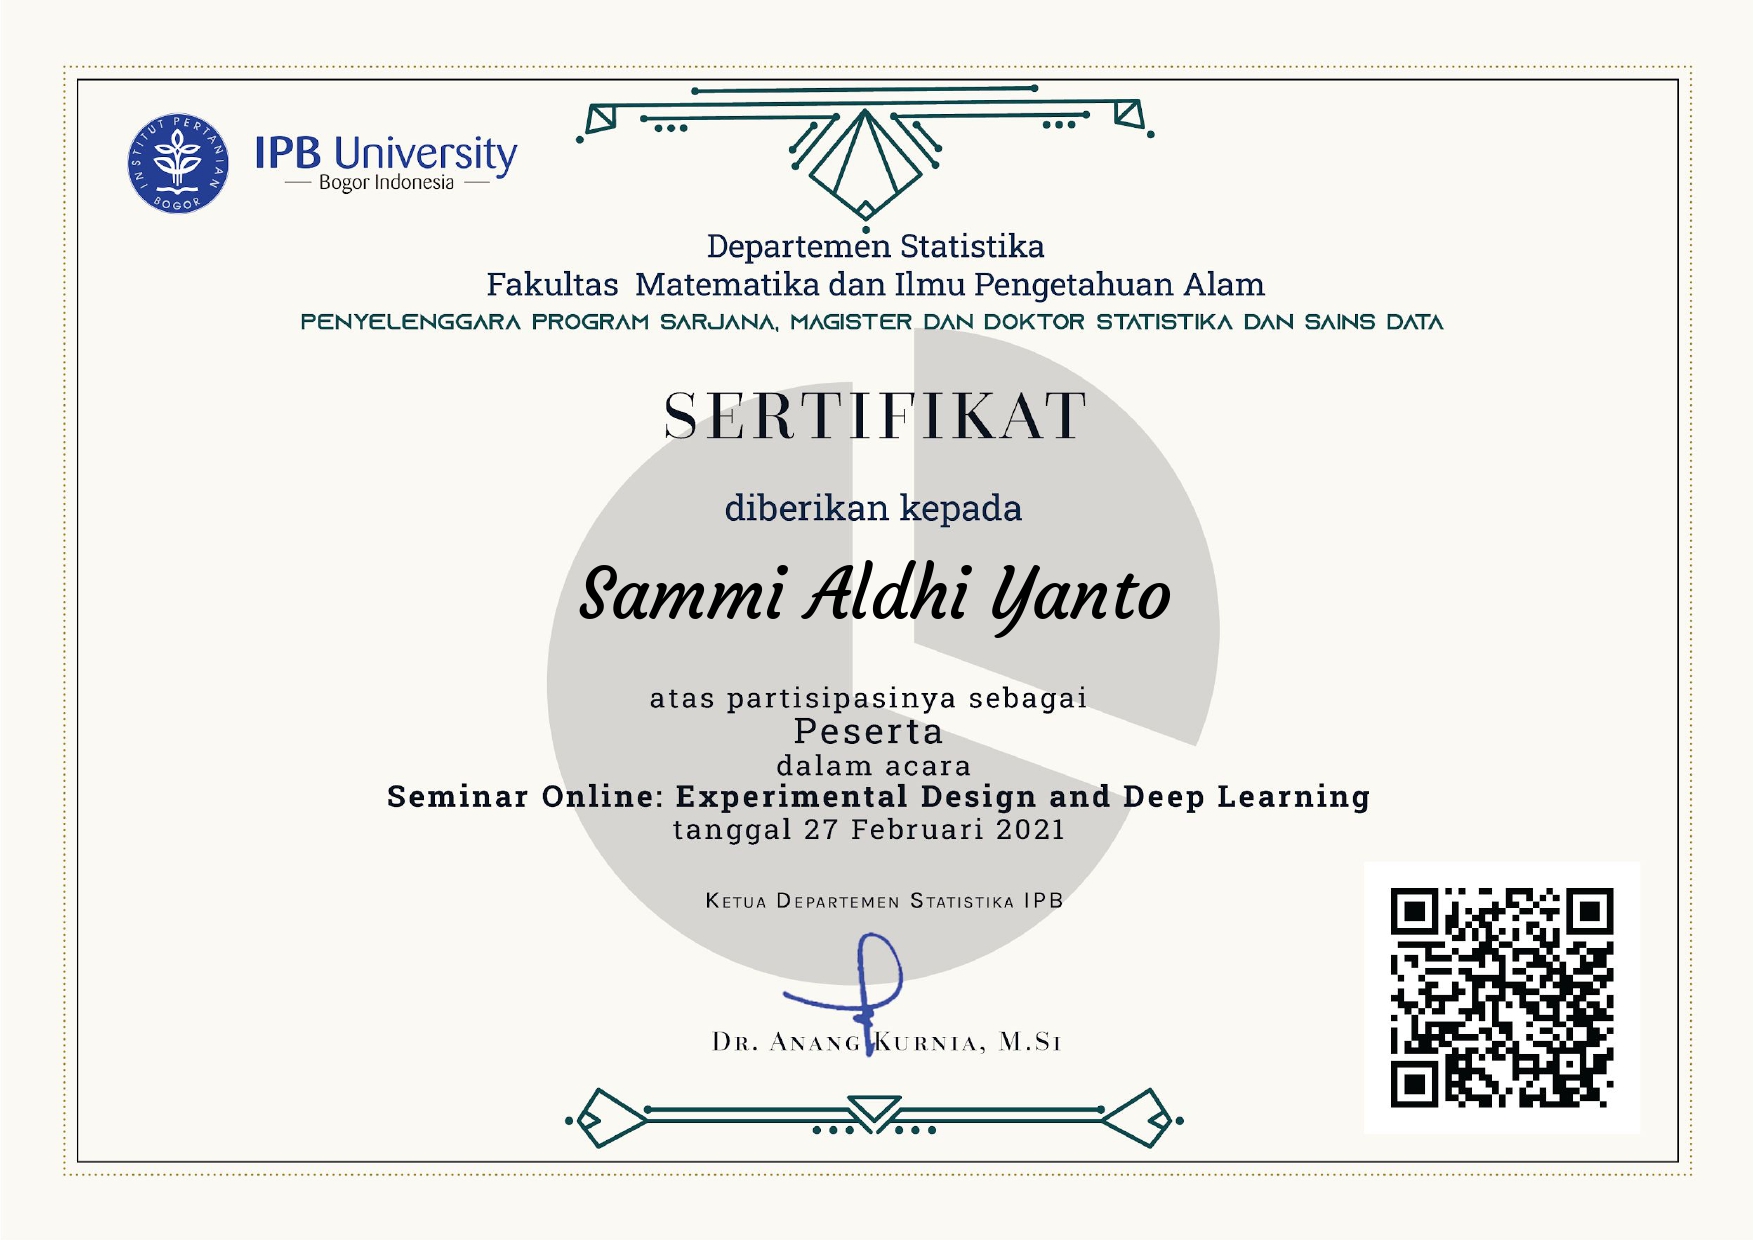 INSTITUT PERTANIAN
BOGOR
IPB University
Bogor Indonesia
Departemen Statistika
Fakultas Matematika dan Ilmu Pengetahuan Alam
PENYELENGGARA PROGRAM SARJANA, MAGISTER DAN DOKTOR STATISTIKA DAN SAINS DATA
SERTIFIKAT
diberikan kepada
Sammi Aldhi Yanto
atas partisipasinya sebagai
Peserta
dalam acara
Seminar Online: Experimental Design and Deep Learning
tanggal 27 Februari 2021
Ketua Departemen Statistika IPB
Dr. Anang Kurnia, M.Si